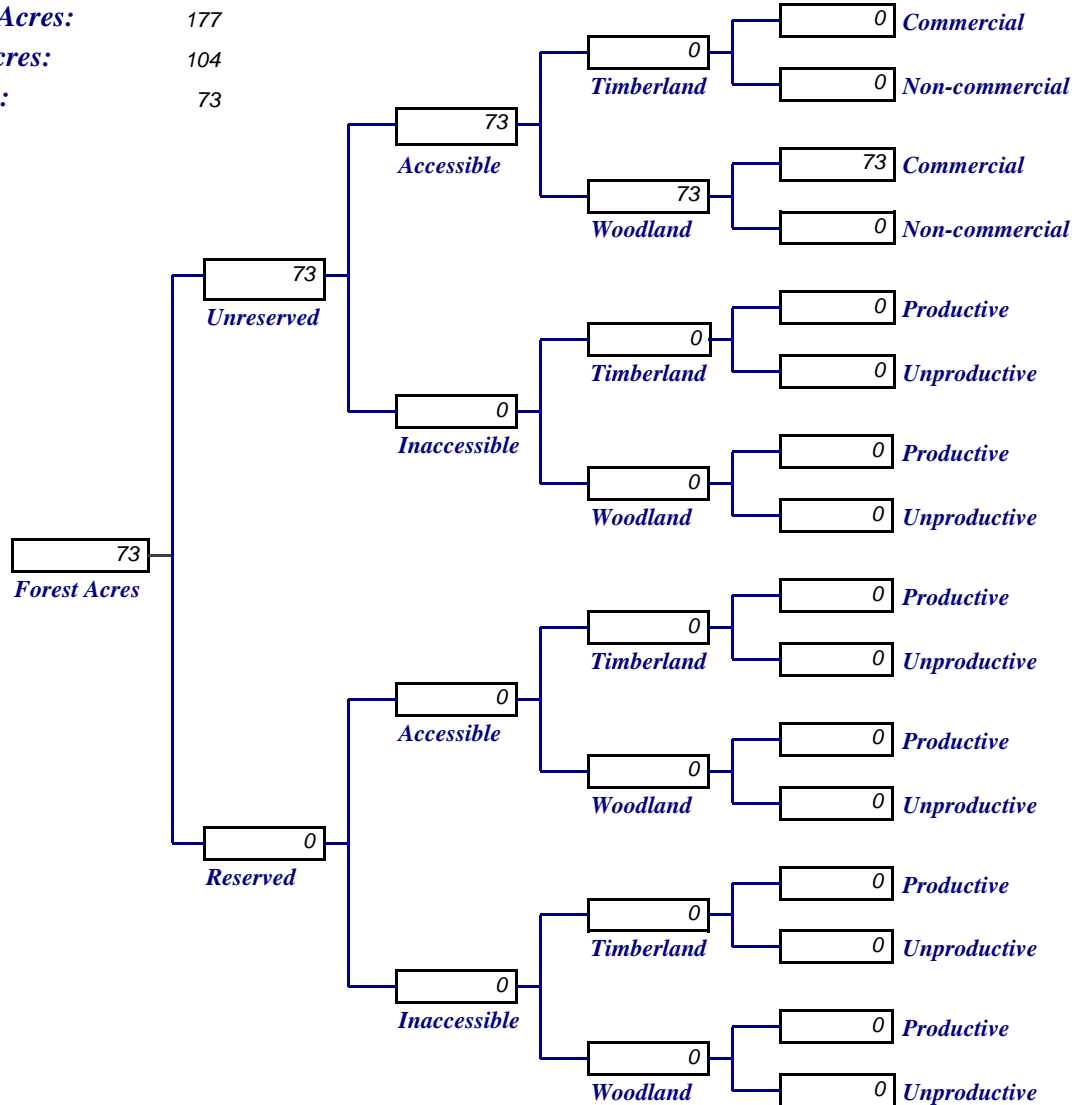 Acres: 177
cres: 104
: 73
0 Commercial
0
Timberland
0 Non-commercial
73
Accessible
73 Commercial
73
Woodland
0 Non-commercial
73
Unreserved
0 Productive
0
Timberland
0 Unproductive
0
Inaccessible
0 Productive
0
Woodland
0 Unproductive
73
Forest Acres
0 Productive
0
Timberland
0 Unproductive
0
Accessible
0 Productive
0
Woodland
0 Unproductive
0
Reserved
0 Productive
0
Timberland
0 Unproductive
0
Inaccessible
0 Productive
0
Woodland
0 Unproductive